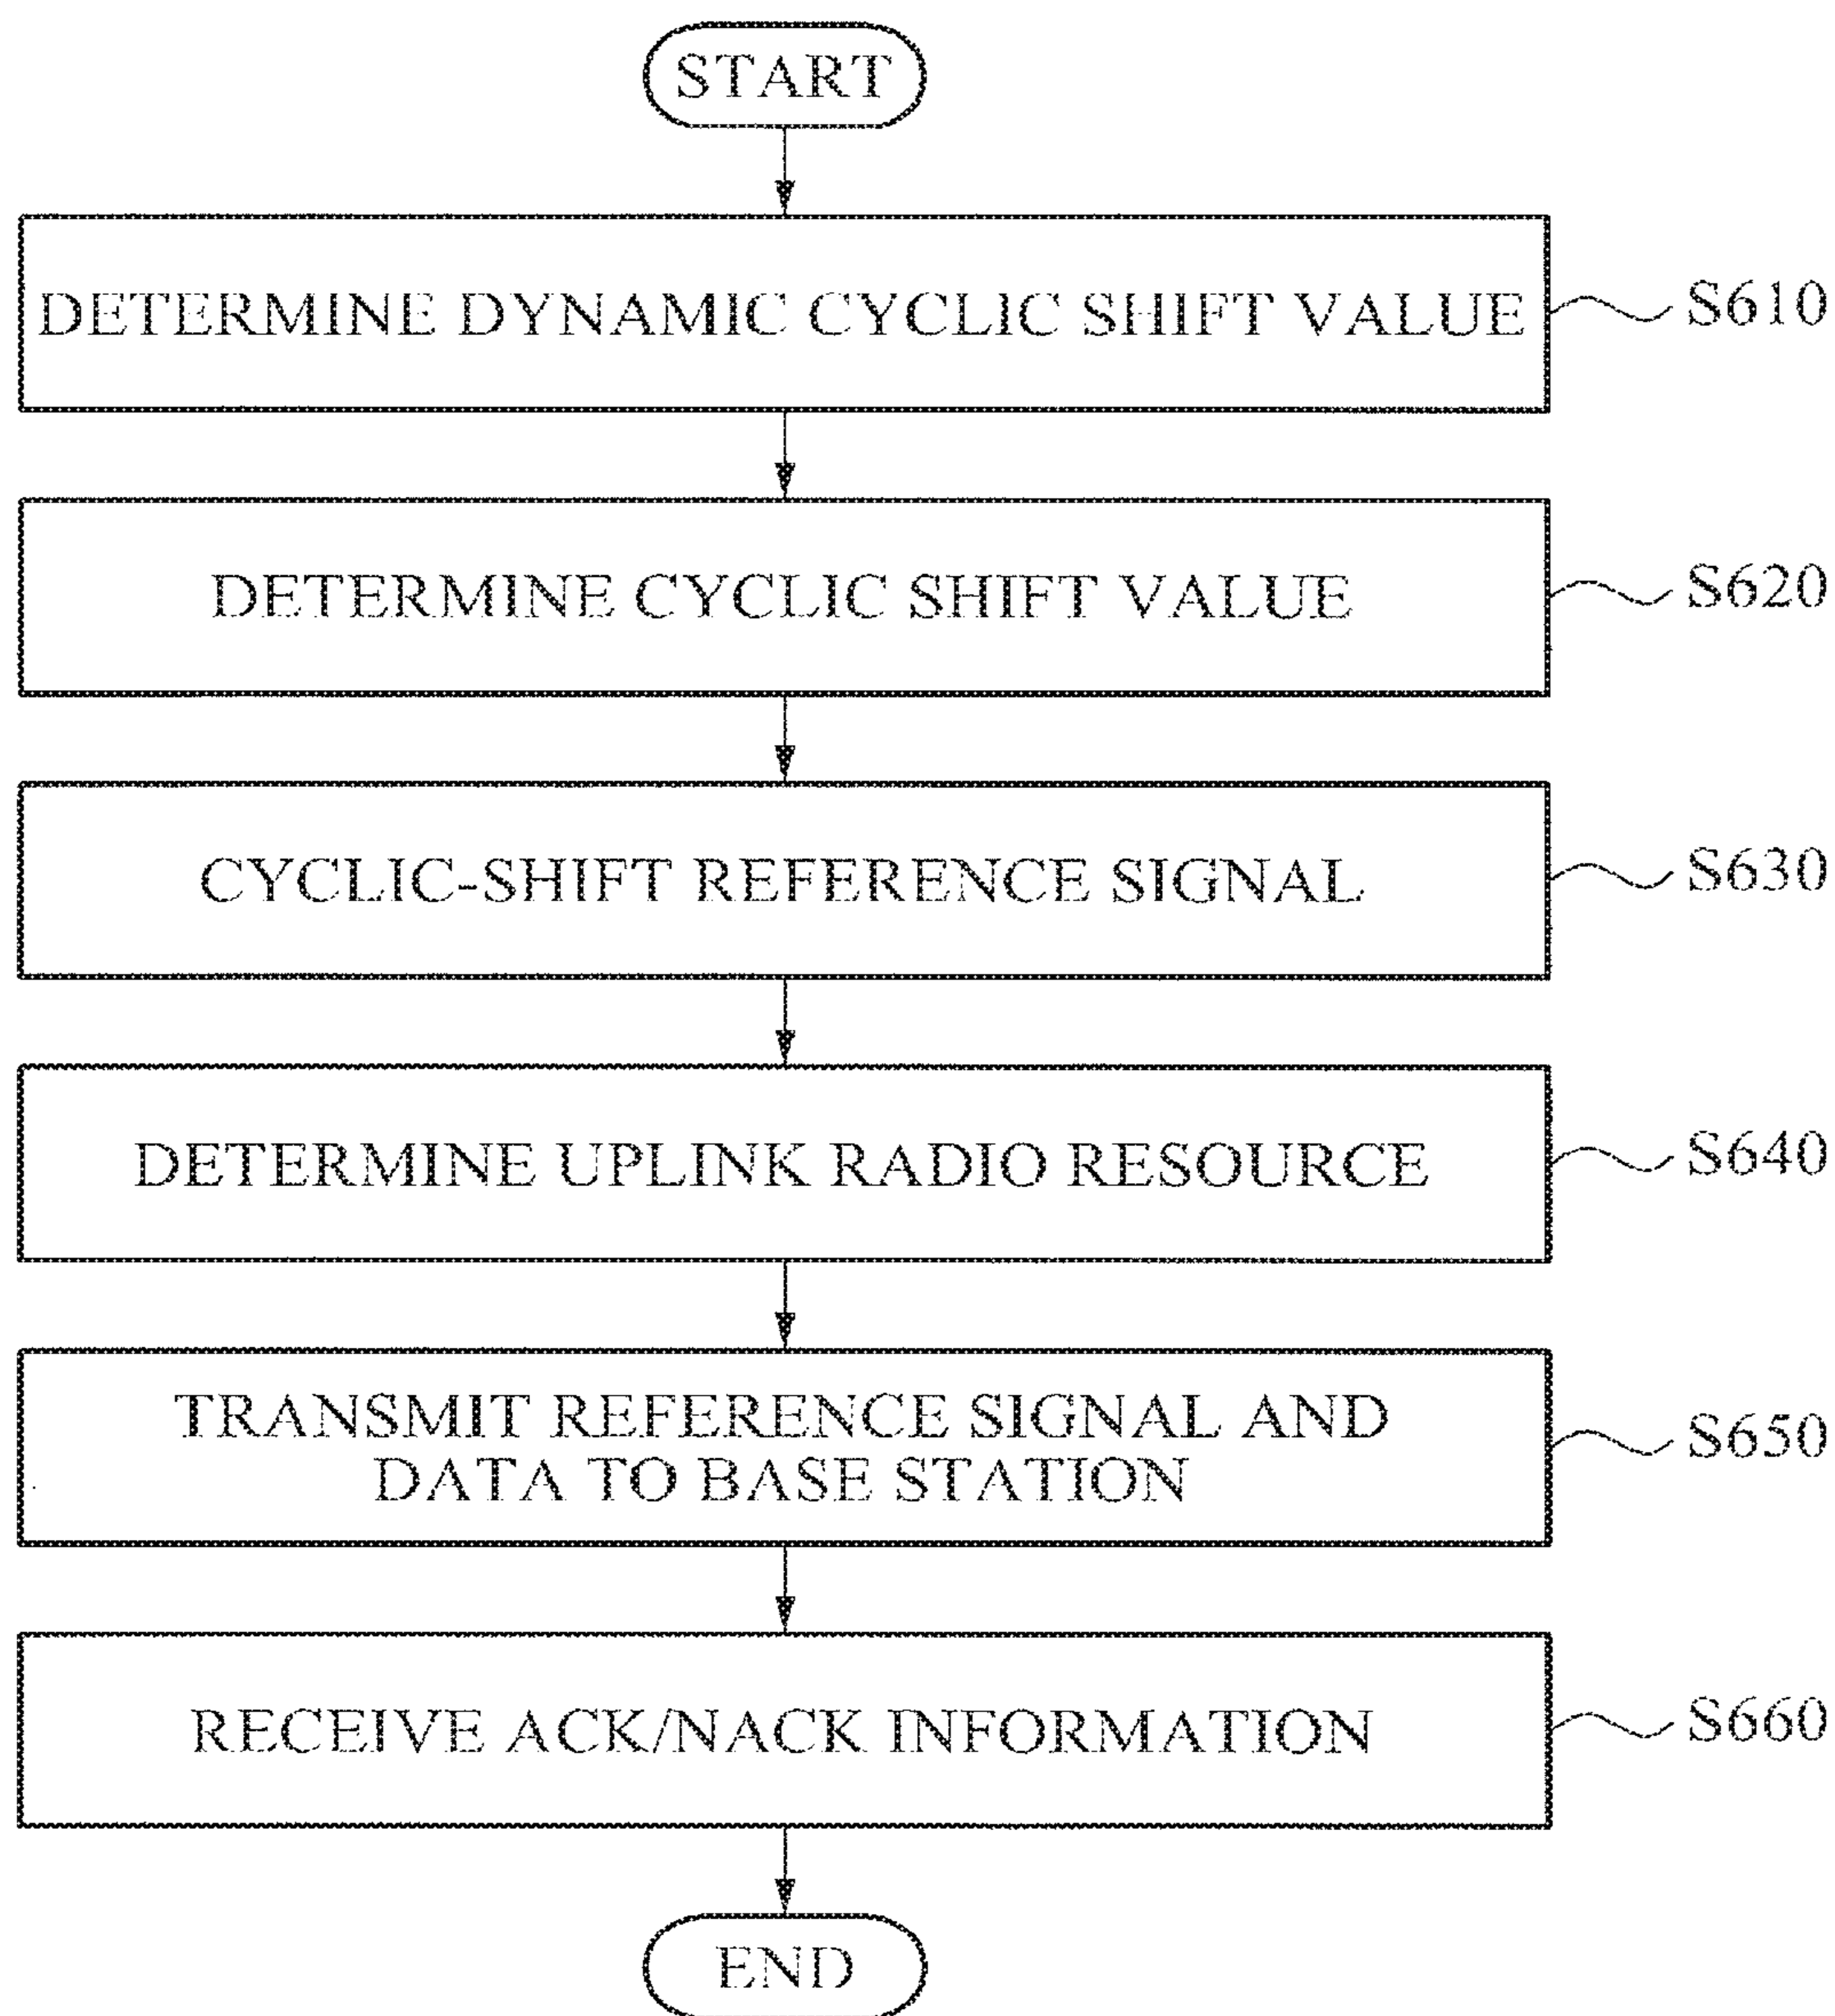 START
DETERMINE DYNAMIC CYCLIC SHIFT VALUE
S610
DETERMINE CYCLIC SHIFT VALUE
S620
CYCLIC-SHIFT REFERENCE SIGNAL
S630
DETERMINE UPLINK RADIO RESOURCE
S640
TRANSMIT REFERENCE SIGNAL AND
DATA TO BASE STATION
S650
RECEIVE ACK/NACK INFORMATION
S660
END